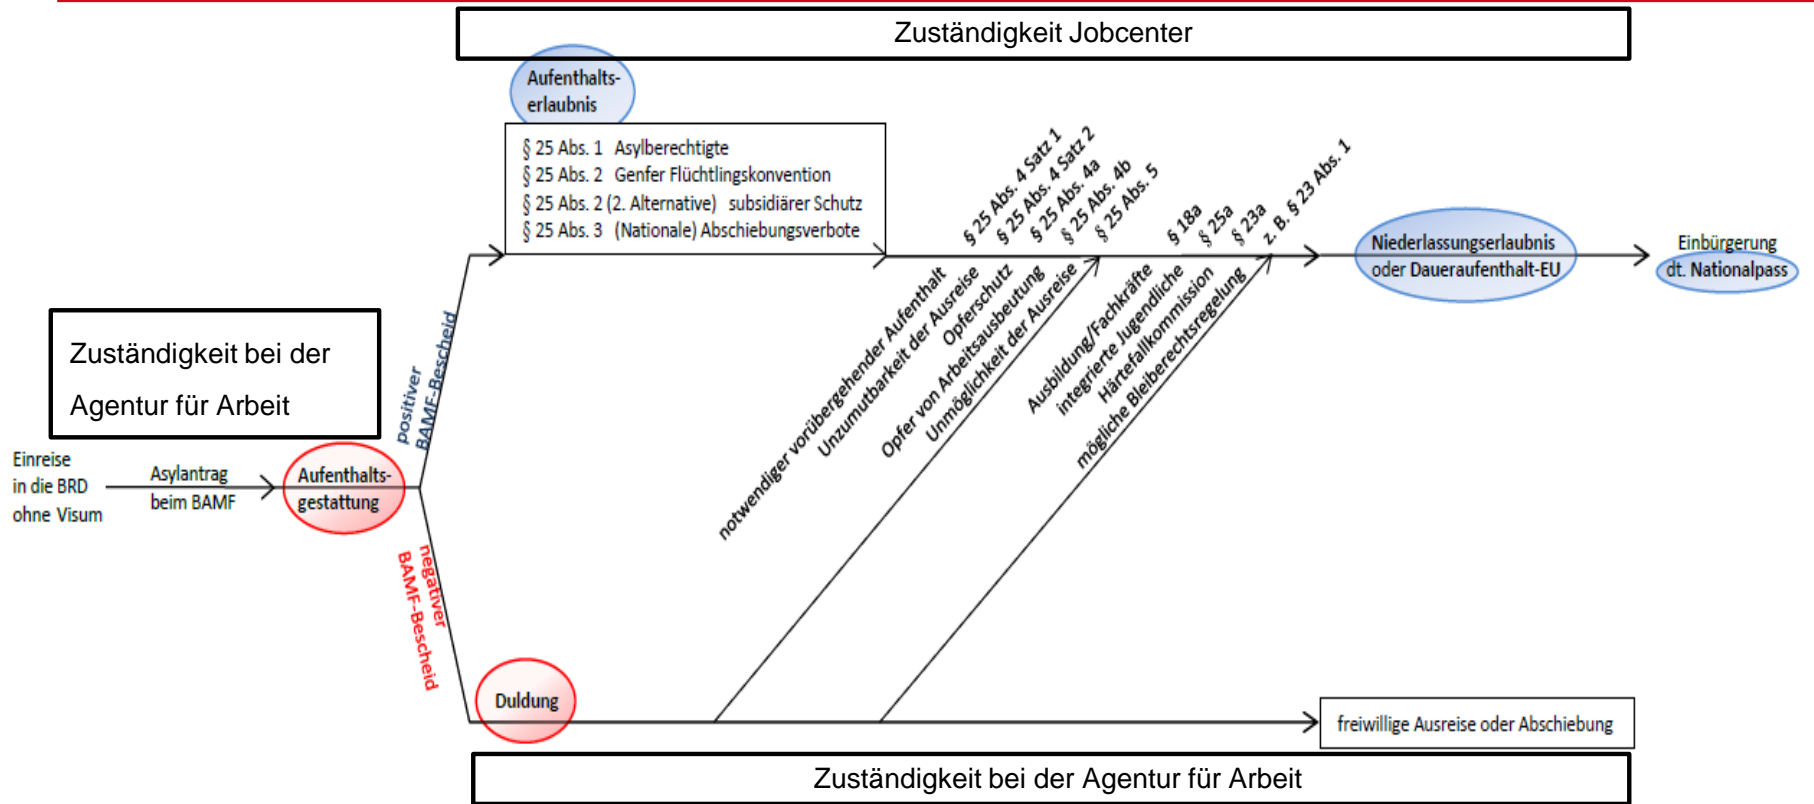 Zuständigkeit Jobcenter
Aufenthalts-
erlaubnis
§ 25 Abs. 1 Asylberechtigte
§ 25 Abs. 2 Genfer Flüchtlingskonvention
§ 25 Abs. 2 (2. Alternative) subsidiärer Schutz
§ 25 Abs. 3 (Nationale) Abschiebungsverbote
§ 25 Abs. 4 Satz 1
§ 25 Abs. 4 Satz 2
§ 25 Abs. 4a
§ 25 Abs. 4b
§ 25 Abs. 5
§ 18a
§ 25a
§ 23a
z. B. § 23 Abs. 1
notwendiger vorübergehender Aufenthalt
Unzumutbarkeit der Ausreise
Opferschutz
Opfer von Arbeitsausbeutung
Unmöglichkeit der Ausreise
Ausbildung/Fachkräfte
integrierte Jugendliche
Härtefallkommission
mögliche Bleiberechtsregelung
Niederlassungserlaubnis
oder Daueraufenthalt-EU
Einbürgerung
dt. Nationalpass
Zuständigkeit bei der
Agentur für Arbeit
positiver
BAMF-Bescheid
Einreise
in die BRD
ohne Visum
Asylantrag
beim BAMF
Aufenthalts-
gestattung
negativer
BAMF-Bescheid
Duldung
freiwillige Ausreise oder Abschiebung
Zuständigkeit bei der Agentur für Arbeit